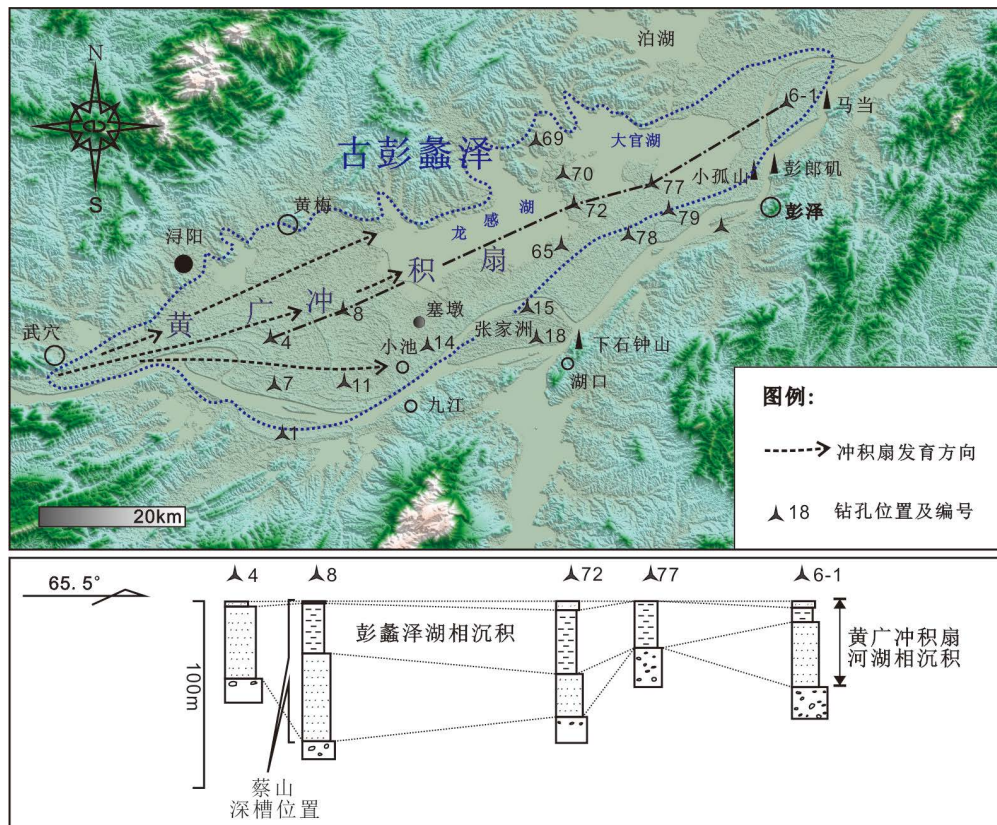 泊湖
N
S
6-1
马当
69
大官湖
古彭蠡泽
小孤山
彭郎矶
70
77
黄梅
72
79
彭泽
龙感湖
浔阳
65
78
黄广冲积扇
8
15
塞墩
武穴
4
张家洲
18
14
下石钟山
小池
7
11
湖口
九江
1
20km
图例:
冲积扇发育方向
18 钻孔位置及编号
65.5°
4
8
72
77
6-1
彭蠡泽湖相沉积
黄广冲积扇
河湖相沉积
100m
蔡山
深槽位置